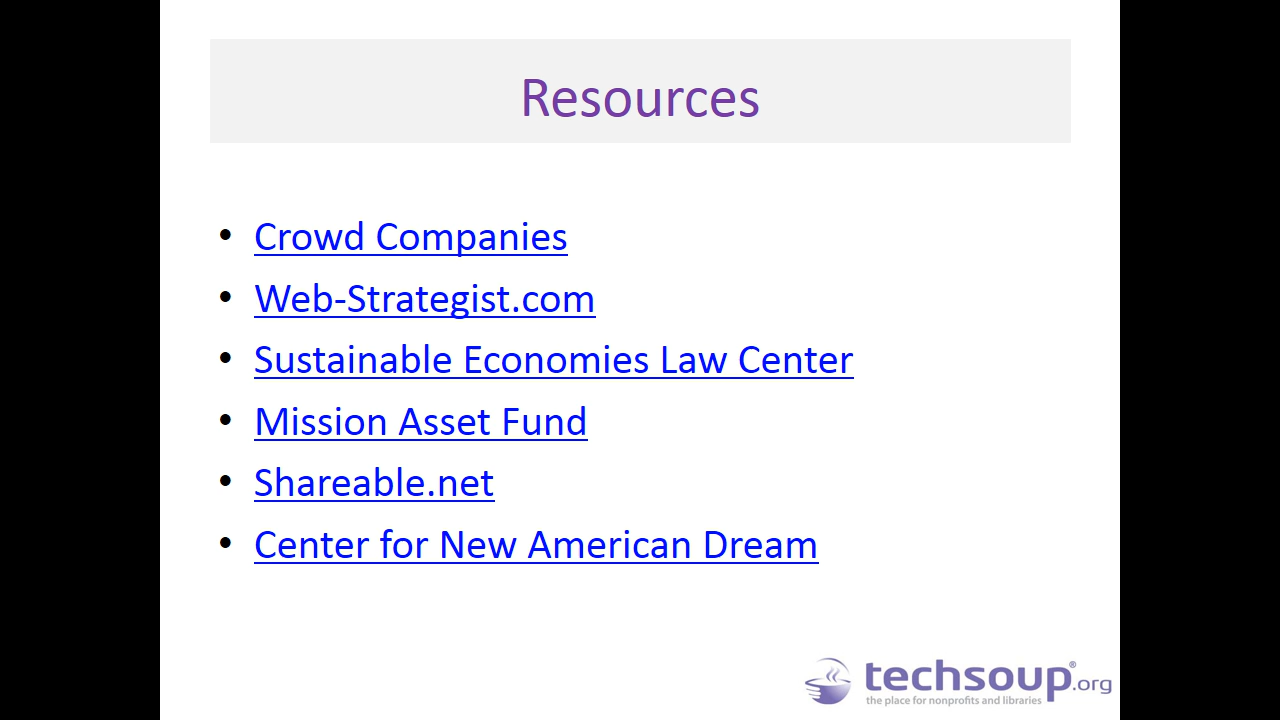 Resources
• Crowd Companies
• Web-Strategist.com
• Sustainable Economies Law Center
• Mission Asset Fund
• Shareable.net
• Center for New American Dream
techsoup®.org
the place for nonprofits and libraries